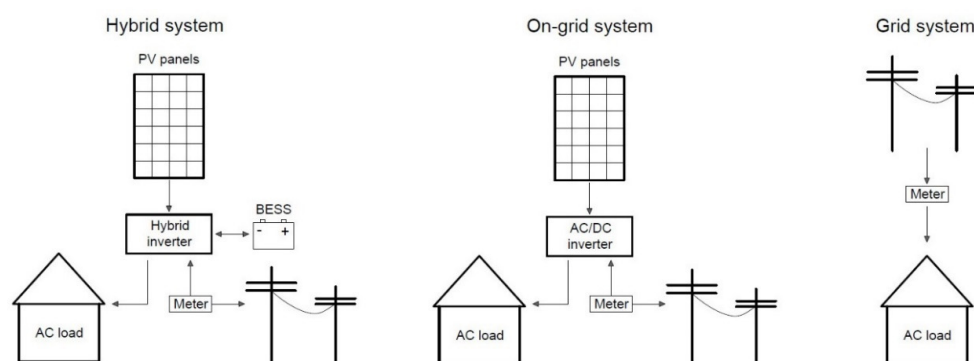 Hybrid system
PV panels
BESS
- +
Hybrid
inverter
Meter
AC load
On-grid system
PV panels
AC/DC
inverter
Meter
AC load
Grid system
Meter
AC load